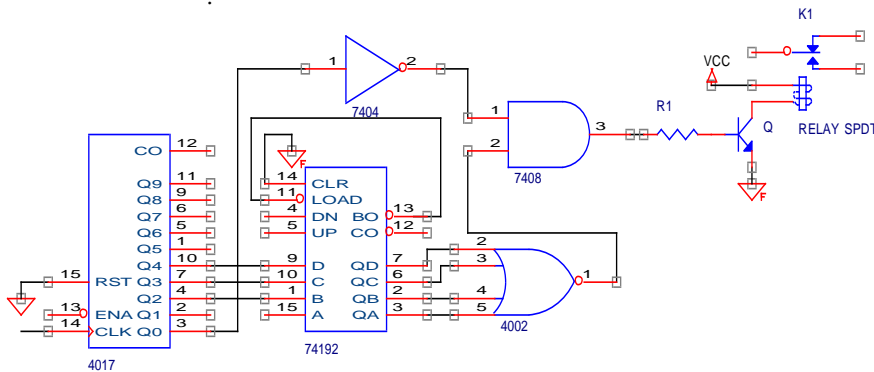 K1
VCC
RELAY SPDT
1 2
7404
1
2
3
7408
R1
Q
F
CO 12
Q9 11
Q8 9
Q7 6
Q6 5
Q5 1
Q4 10
15 RST Q3 7
Q2 4
13 ENA Q1 2
14 CLK Q0 3
4017
F
14 CLR
11 LOAD
4 DN BO 13
5 UP CO 12
9 D QD 7
10 C QC 6
1 B QB 2
15 A QA 3
74192
2
3
4
5
1
4002